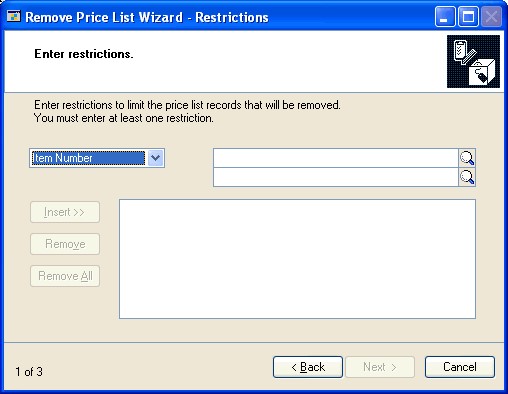 Remove Price List Wizard - Restrictions
Enter restrictions.
Enter restrictions to limit the price list records that will be removed.
You must enter at least one restriction.
Item Number
Insert >>
Remove
Remove All
1 of 3
< Back
Next >
Cancel